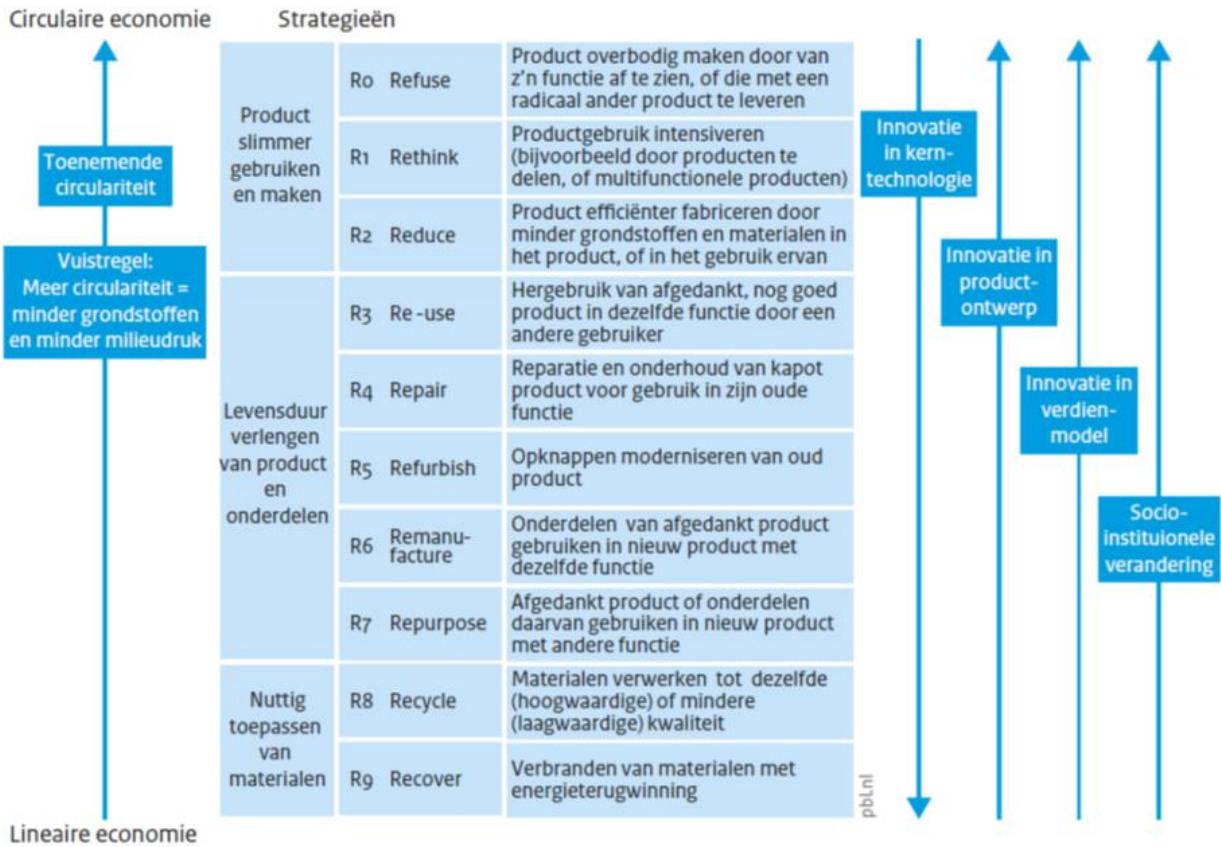 Circulaire economie
Strategieën
Toenemende
circulariteit
Vuistregel:
Meer circulariteit =
minder grondstoffen
en minder milieudruk
Lineaire economie
Product
slimmer
gebruiken
en maken
Ro Refuse
Product overbodig maken door van
z'n functie af te zien, of die met een
radicaal ander product te leveren
R1 Rethink
Productgebruik intensiveren
(bijvoorbeeld door producten te
delen, of multifunctionele producten)
R2 Reduce
Product efficiënter fabriceren door
minder grondstoffen en materialen in
het product, of in het gebruik ervan
Levensduur
verlengen
van product
en
onderdelen
R3 Re-use
Hergebruik van afgedankt, nog goed
product in dezelfde functie door een
andere gebruiker
R4 Repair
Reparatie en onderhoud van kapot
product voor gebruik in zijn oude
functie
R5 Refurbish
Opknappen moderniseren van oud
product
R6 Remanu-
facture
Onderdelen van afgedankt product
gebruiken in nieuw product met
dezelfde functie
R7 Repurpose
Afgedankt product of onderdelen
daarvan gebruiken in nieuw product
met andere functie
Nuttig
toepassen
van
materialen
R8 Recycle
Materialen verwerken tot dezelfde
(hoogwaardige) of mindere
(laagwaardige) kwaliteit
R9 Recover
Verbranden van materialen met
energieterugwinning
pbl.nl
Innovatie
in kern-
technologie
Innovatie in
product-
ontwerp
Innovatie in
verdien-
model
Socio-
instituionele
verandering